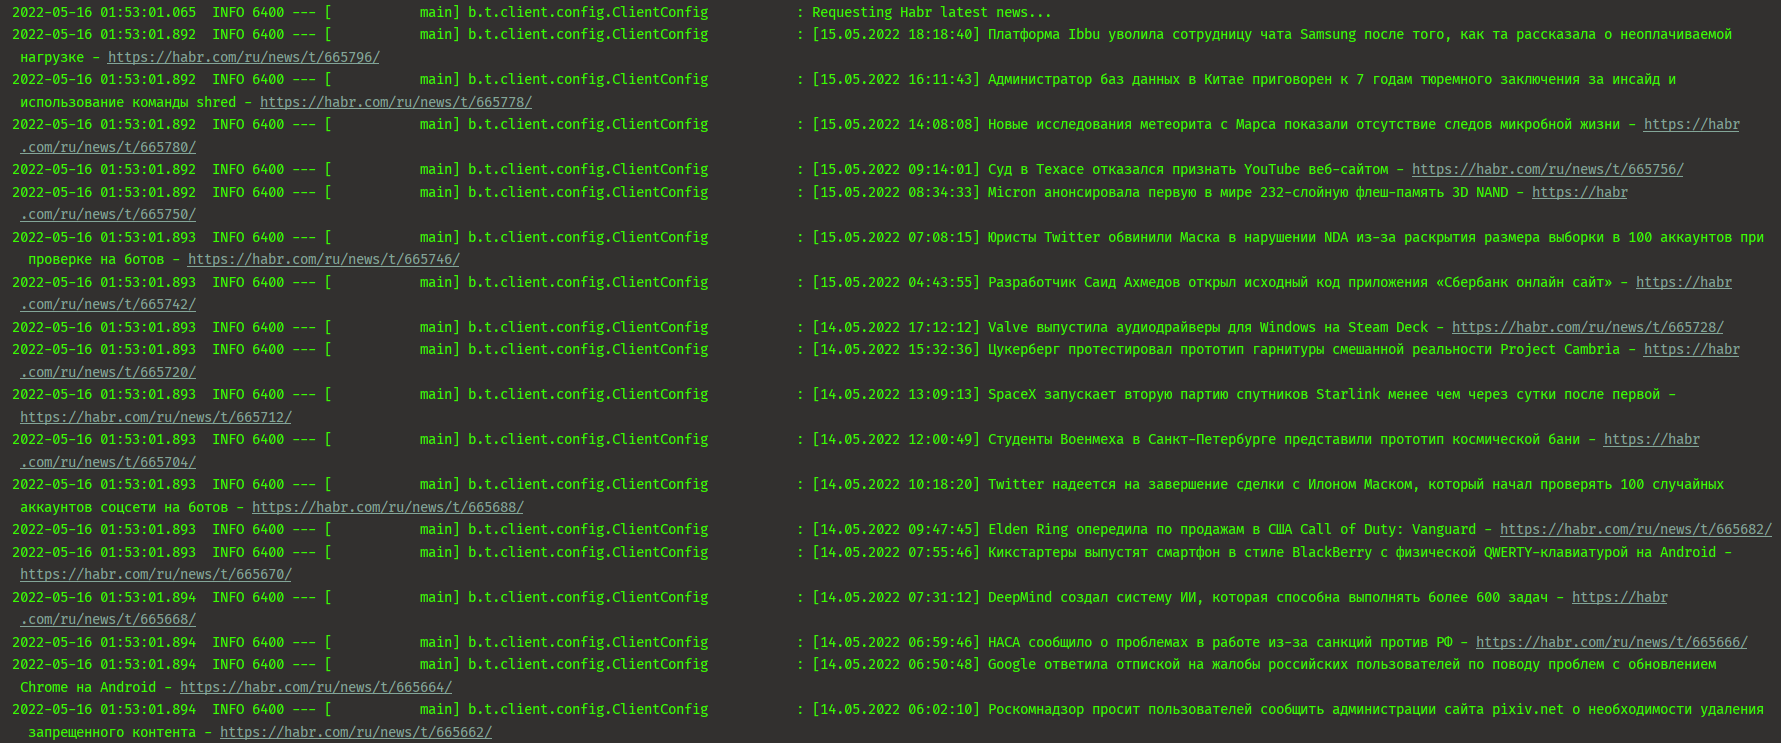 2022-05-16 01:53:01.065  INFO 6400 --- [           main] b.t.client.config.ClientConfig           : Requesting Habr latest news...
2022-05-16 01:53:01.892  INFO 6400 --- [           main] b.t.client.config.ClientConfig           : [15.05.2022 18:18:40] Платформа Ibbu уволила сотрудницу чата Samsung после того, как та рассказала о неоплачиваемой
нагрузке - https://habr.com/ru/news/t/665796/
2022-05-16 01:53:01.892  INFO 6400 --- [           main] b.t.client.config.ClientConfig           : [15.05.2022 16:11:43] Администратор баз данных в Китае приговорен к 7 годам тюремного заключения за инсайд и
использование команды shred - https://habr.com/ru/news/t/665778/
2022-05-16 01:53:01.892  INFO 6400 --- [           main] b.t.client.config.ClientConfig           : [15.05.2022 14:08:08] Новые исследования метеорита с Марса показали отсутствие следов микробной жизни - https://habr
.com/ru/news/t/665780/
2022-05-16 01:53:01.892  INFO 6400 --- [           main] b.t.client.config.ClientConfig           : [15.05.2022 09:14:01] Суд в Техасе отказался признать YouTube веб-сайтом - https://habr.com/ru/news/t/665756/
2022-05-16 01:53:01.892  INFO 6400 --- [           main] b.t.client.config.ClientConfig           : [15.05.2022 08:34:33] Micron анонсировала первую в мире 232-слойную флеш-память 3D NAND - https://habr
.com/ru/news/t/665750/
2022-05-16 01:53:01.893  INFO 6400 --- [           main] b.t.client.config.ClientConfig           : [15.05.2022 07:08:15] Юристы Twitter обвинили Маска в нарушении NDA из-за раскрытия размера выборки в 100 аккаунтов при
проверке на ботов - https://habr.com/ru/news/t/665746/
2022-05-16 01:53:01.893  INFO 6400 --- [           main] b.t.client.config.ClientConfig           : [15.05.2022 04:43:55] Разработчик Саид Ахмедов открыл исходный код приложения «Сбербанк онлайн сайт» - https://habr
.com/ru/news/t/665742/
2022-05-16 01:53:01.893  INFO 6400 --- [           main] b.t.client.config.ClientConfig           : [14.05.2022 17:12:12] Valve выпустила аудиодрайверы для Windows на Steam Deck - https://habr.com/ru/news/t/665728/
2022-05-16 01:53:01.893  INFO 6400 --- [           main] b.t.client.config.ClientConfig           : [14.05.2022 15:32:36] Цукерберг протестировал прототип гарнитуры смешанной реальности Project Cambria - https://habr
.com/ru/news/t/665720/
2022-05-16 01:53:01.893  INFO 6400 --- [           main] b.t.client.config.ClientConfig           : [14.05.2022 13:09:13] SpaceX запускает вторую партию спутников Starlink менее чем через сутки после первой -
https://habr.com/ru/news/t/665712/
2022-05-16 01:53:01.893  INFO 6400 --- [           main] b.t.client.config.ClientConfig           : [14.05.2022 12:00:49] Студенты Военмеха в Санкт-Петербурге представили прототип космической бани - https://habr
.com/ru/news/t/665704/
2022-05-16 01:53:01.893  INFO 6400 --- [           main] b.t.client.config.ClientConfig           : [14.05.2022 10:18:20] Twitter надеется на завершение сделки с Илоном Маском, который начал проверять 100 случайных
аккаунтов соцсети на ботов - https://habr.com/ru/news/t/665688/
2022-05-16 01:53:01.893  INFO 6400 --- [           main] b.t.client.config.ClientConfig           : [14.05.2022 09:47:45] Elden Ring опередила по продажам в США Call of Duty: Vanguard - https://habr.com/ru/news/t/665682/
2022-05-16 01:53:01.893  INFO 6400 --- [           main] b.t.client.config.ClientConfig           : [14.05.2022 07:55:46] Кикстартеры выпустят смартфон в стиле BlackBerry с физической QWERTY-клавиатурой на Android -
https://habr.com/ru/news/t/665670/
2022-05-16 01:53:01.894  INFO 6400 --- [           main] b.t.client.config.ClientConfig           : [14.05.2022 07:31:12] DeepMind создал систему ИИ, которая способна выполнять более 600 задач - https://habr
.com/ru/news/t/665668/
2022-05-16 01:53:01.894  INFO 6400 --- [           main] b.t.client.config.ClientConfig           : [14.05.2022 06:59:46] НАСА сообщило о проблемах в работе из-за санкций против РФ - https://habr.com/ru/news/t/665666/
2022-05-16 01:53:01.894  INFO 6400 --- [           main] b.t.client.config.ClientConfig           : [14.05.2022 06:50:48] Google ответила отпиской на жалобы российских пользователей по поводу проблем с обновлением
Chrome на Android - https://habr.com/ru/news/t/665664/
2022-05-16 01:53:01.894  INFO 6400 --- [           main] b.t.client.config.ClientConfig           : [14.05.2022 06:02:10] Роскомнадзор просит пользователей сообщить администрации сайта pixiv.net о необходимости удаления
запрещенного контента - https://habr.com/ru/news/t/665662/